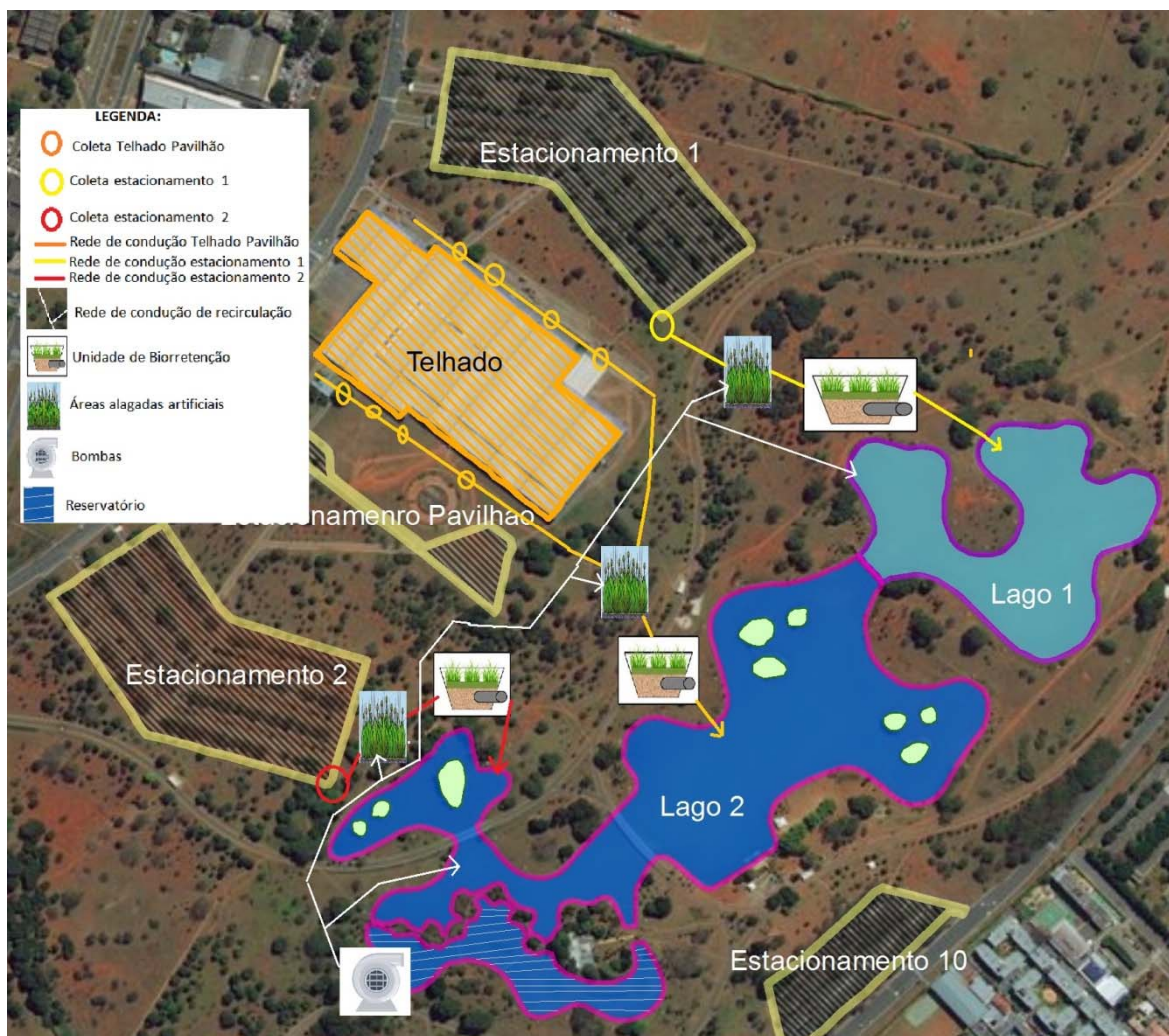 LEGENDA:
Coleta Telhado Pavilhão
Coleta estacionamento 1
Coleta estacionamento 2
Rede de condução Telhado Pavilhão
Rede de condução estacionamento 1
Rede de condução estacionamento 2
Rede de condução de recirculação
Unidade de Biorretenção
Áreas alagadas artificiais
Bombas
Reservatório
Estacionamento 1
Telhado
Estacionamenro Pavilhão
Lago 1
Estacionamento 2
Lago 2
Estacionamento 10